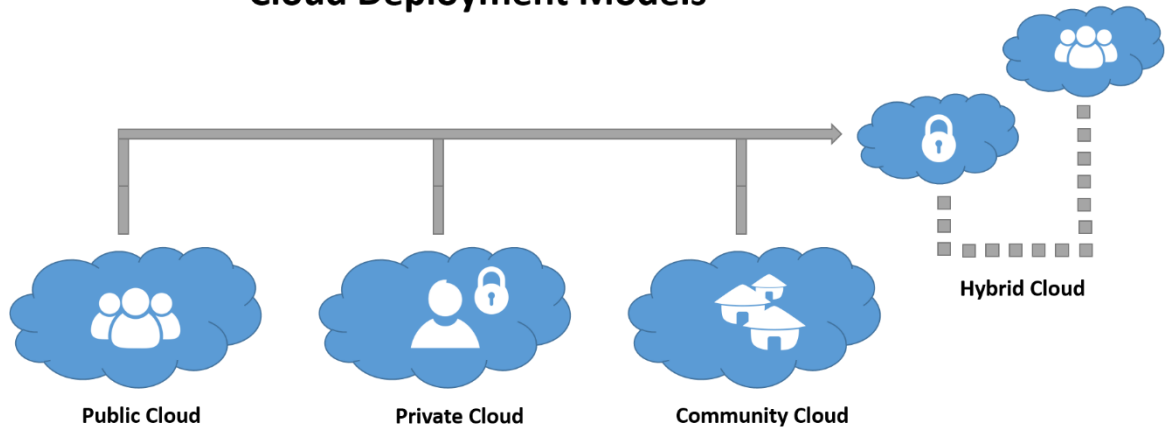 Cloud Deployment Models
Hybrid Cloud
Public Cloud
Private Cloud
Community Cloud